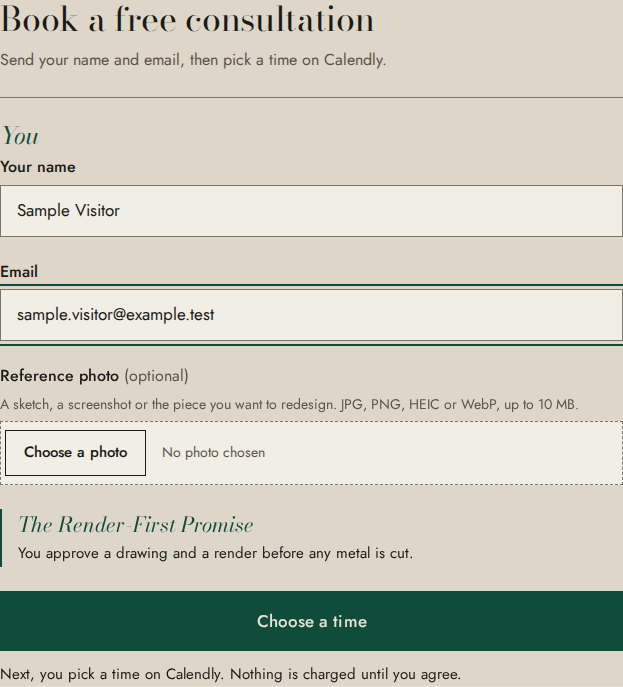 Book a free consultation
Send your name and email, then pick a time on Calendly.
You
Your name
Sample Visitor
Email
sample.visitor@example.test
Reference photo (optional)
A sketch, a screenshot or the piece you want to redesign. JPG, PNG, HEIC or WebP, up to 10 MB.
Choose a photo No photo chosen
The Render-First Promise
You approve a drawing and a render before any metal is cut.
Choose a time
Next, you pick a time on Calendly. Nothing is charged until you agree.